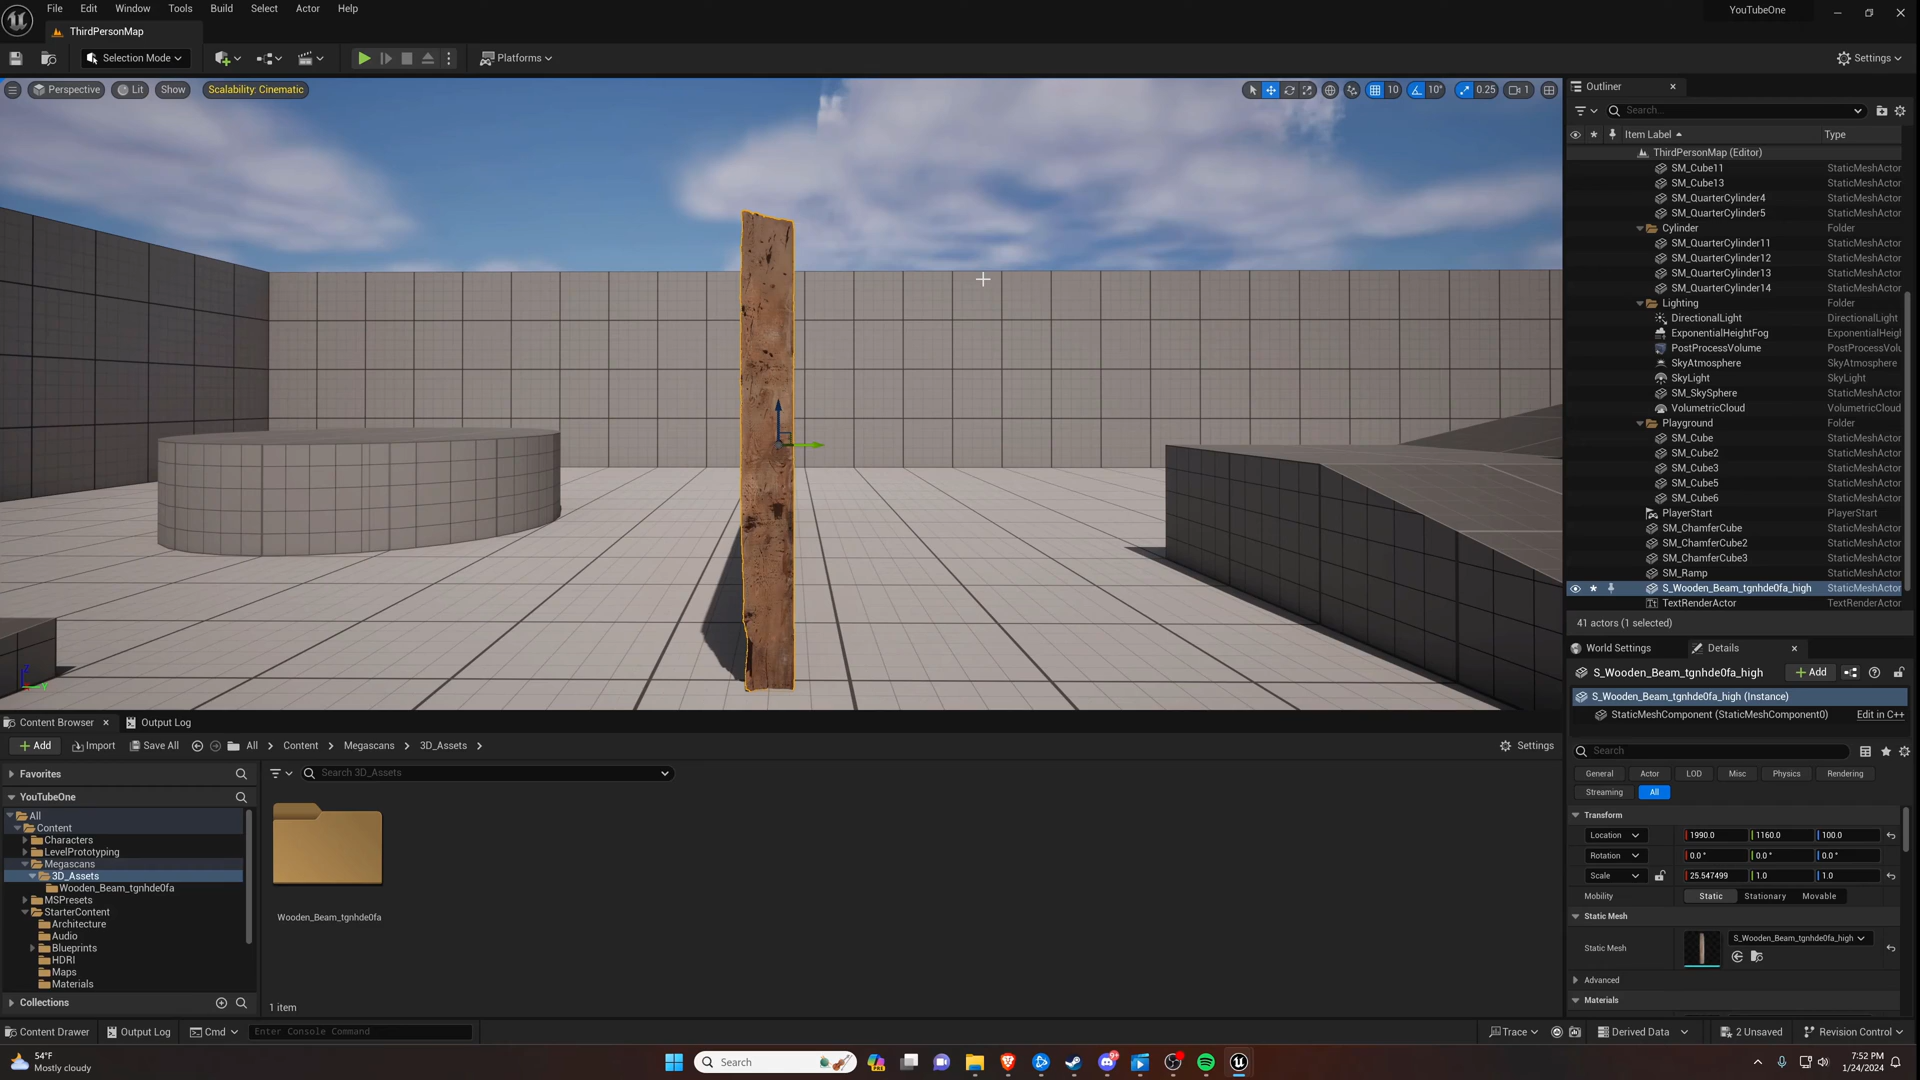 File Edit Window Tools Build Select Actor Help
YouTubeOne
ThirdPersonMap
Selection Mode
Platforms
Settings
Perspective
Lit
Show
Scalability: Cinematic
10
10°
0.25
1
Outliner
Search...
Item Label
Type
ThirdPersonMap (Editor)
SM_Cube11 StaticMeshActor
SM_Cube13 StaticMeshActor
SM_QuarterCylinder4 StaticMeshActor
SM_QuarterCylinder5 StaticMeshActor
Cylinder Folder
SM_QuarterCylinder11 StaticMeshActor
SM_QuarterCylinder12 StaticMeshActor
SM_QuarterCylinder13 StaticMeshActor
SM_QuarterCylinder14 StaticMeshActor
Lighting Folder
DirectionalLight DirectionalLight
ExponentialHeightFog ExponentialHeig
PostProcessVolume PostProcessVolu
SkyAtmosphere SkyAtmosphere
SkyLight SkyLight
SM_SkySphere StaticMeshActor
VolumetricCloud VolumetricCloud
Playground Folder
SM_Cube StaticMeshActor
SM_Cube2 StaticMeshActor
SM_Cube3 StaticMeshActor
SM_Cube5 StaticMeshActor
SM_Cube6 StaticMeshActor
PlayerStart PlayerStart
SM_ChamferCube StaticMeshActor
SM_ChamferCube2 StaticMeshActor
SM_ChamferCube3 StaticMeshActor
SM_Ramp StaticMeshActor
S_Wooden_Beam_tgnhde0fa_high StaticMeshActor
TextRenderActor TextRenderActor
41 actors (1 selected)
World Settings
Details
S_Wooden_Beam_tgnhde0fa_high
Add
S_Wooden_Beam_tgnhde0fa_high (Instance)
StaticMeshComponent (StaticMeshComponent0)
Edit in C++
Search
General Actor LOD Misc Physics Rendering
Streaming All
Transform
Location 1990.0 1160.0 100.0
Rotation 0.0° 0.0° 0.0°
Scale 25.547499 1.0 1.0
Mobility Static Stationary Movable
Static Mesh
Static Mesh
S_Wooden_Beam_tgnhde0fa_high
Advanced
Materials
Z
Y
Content Browser
Output Log
Add
Import
Save All
All
Content
Megascans
3D_Assets
Settings
Favorites
YouTubeOne
All
Content
Characters
LevelPrototyping
Megascans
3D_Assets
Wooden_Beam_tgnhde0fa
MSPresets
StarterContent
Architecture
Audio
Blueprints
HDRI
Maps
Materials
Collections
Search 3D_Assets
Wooden_Beam_tgnhde0fa
1 item
Content Drawer
Output Log
Cmd
Enter Console Command
Trace
Derived Data
2 Unsaved
Revision Control
54°F
Mostly cloudy
Search
7:52 PM
1/24/2024